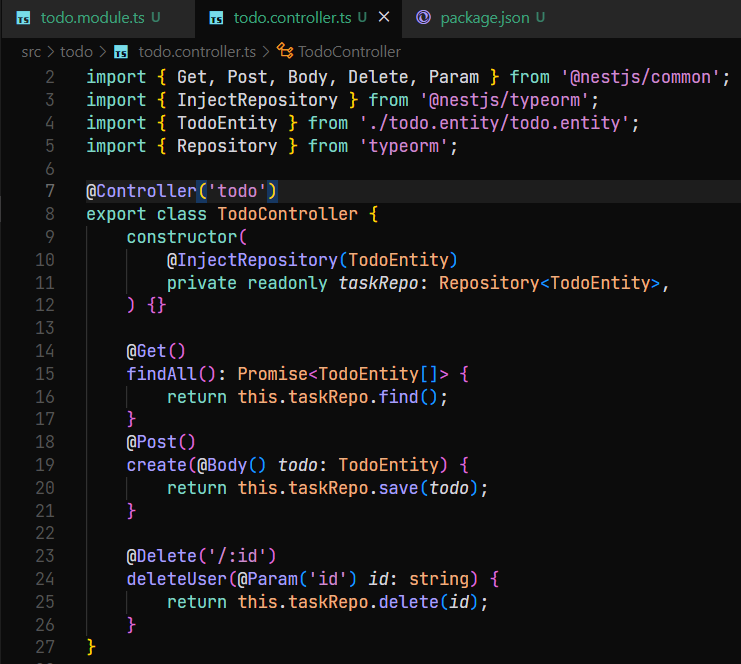 todo.module.ts U todo.controller.ts U × package.json U
src > todo > todo.controller.ts > TodoController
2 import { Get, Post, Body, Delete, Param } from '@nestjs/common';
3 import { InjectRepository } from '@nestjs/typeorm';
4 import { TodoEntity } from './todo.entity/todo.entity';
5 import { Repository } from 'typeorm';
6
7 @Controller('todo')
8 export class TodoController {
9 constructor(
10 @InjectRepository(TodoEntity)
11 private readonly taskRepo: Repository<TodoEntity>,
12 ) {}
13
14 @Get()
15 findAll(): Promise<TodoEntity[]> {
16 return this.taskRepo.find();
17 }
18 @Post()
19 create(@Body() todo: TodoEntity) {
20 return this.taskRepo.save(todo);
21 }
22
23 @Delete('/:id')
24 deleteUser(@Param('id') id: string) {
25 return this.taskRepo.delete(id);
26 }
27 }